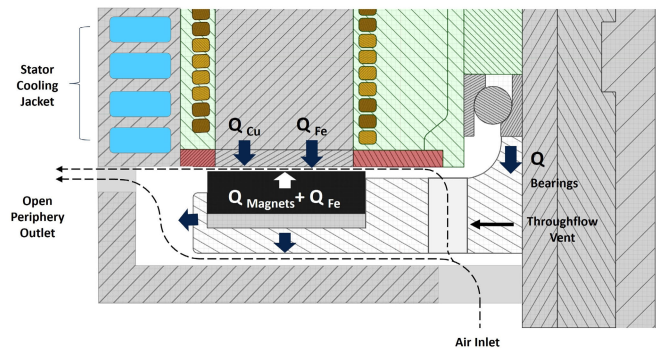 Stator
Cooling
Jacket
Q Cu
Q Fe
Q
Bearings
Q Magnets + Q Fe
Throughflow
Vent
Open
Periphery
Outlet
Air Inlet